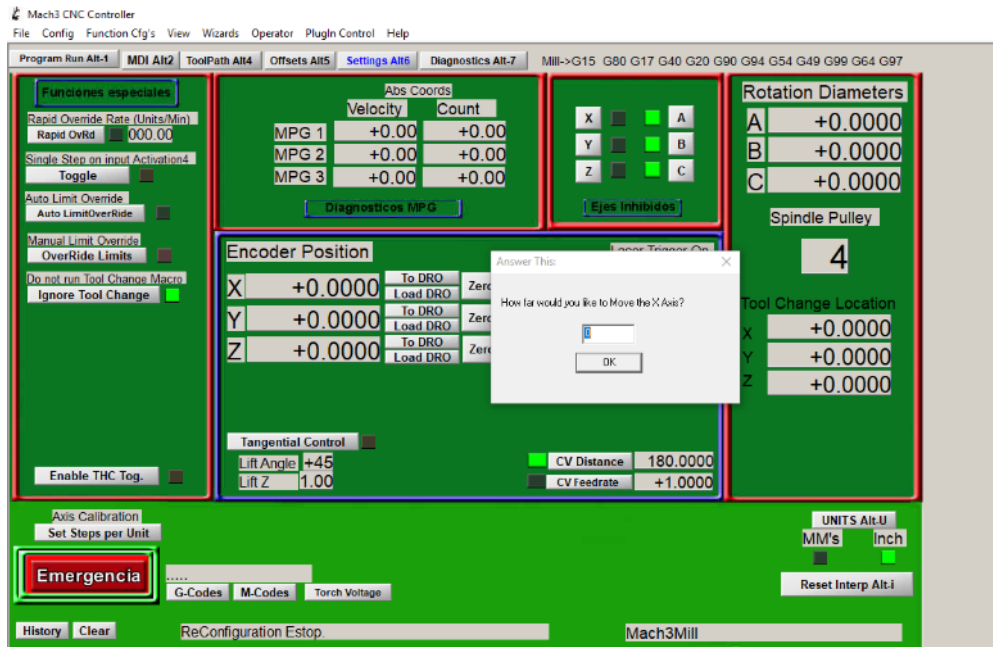 Mach3 CNC Controller
File Config Function Cfg's View Wizards Operator PlugIn Control Help
Program Run Alt-1 MDI Alt2 ToolPath Alt4 Offsets Alt5 Settings Alt6 Diagnostics Alt-7 Mill->G15 G80 G17 G40 G20 G90 G94 G54 G49 G99 G64 G97
Funciónes especiales
Rapid Override Rate (Units/Min)
Rapid OvRd 000.00
Single Step on input Activation4
Toggle
Auto Limit Override
Auto LimitOverRide
Manual Limit Override
OverRide Limits
Do not run Tool Change Macro
Ignore Tool Change
Enable THC Tog.
Abs Coords
Velocity Count
MPG 1 +0.00 +0.00
MPG 2 +0.00 +0.00
MPG 3 +0.00 +0.00
Diagnosticos MPG
X A
Y B
Z C
Ejes Inhibidos
Rotation Diameters
A +0.0000
B +0.0000
C +0.0000
Spindle Pulley
4
Tool Change Location
X +0.0000
Y +0.0000
Z +0.0000
Encoder Position
Laser Trigger On
X +0.0000 To DRO Load DRO Zero
Y +0.0000 To DRO Load DRO Zero
Z +0.0000 To DRO Load DRO Zero
Answer This:
How far would you like to Move the X Axis?
0
OK
Tangential Control
Lift Angle +45
Lift Z 1.00
CV Distance 180.0000
CV Feedrate +1.0000
Axis Calibration
Set Steps per Unit
Emergencia
.....
G-Codes M-Codes Torch Voltage
UNITS Alt-U
MM's Inch
Reset Interp Alt-i
History Clear ReConfiguration Estop. Mach3Mill